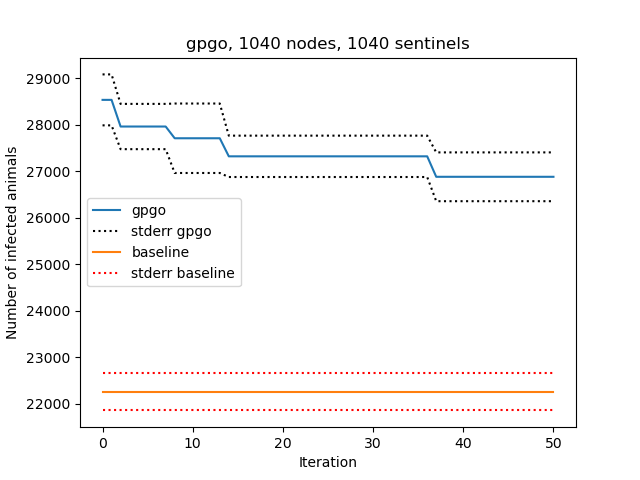 gpgo, 1040 nodes, 1040 sentinels
Number of infected animals
29000
28000
27000
26000
25000
24000
23000
22000
gpgo
stderr gpgo
baseline
stderr baseline
0 10 20 30 40 50
Iteration